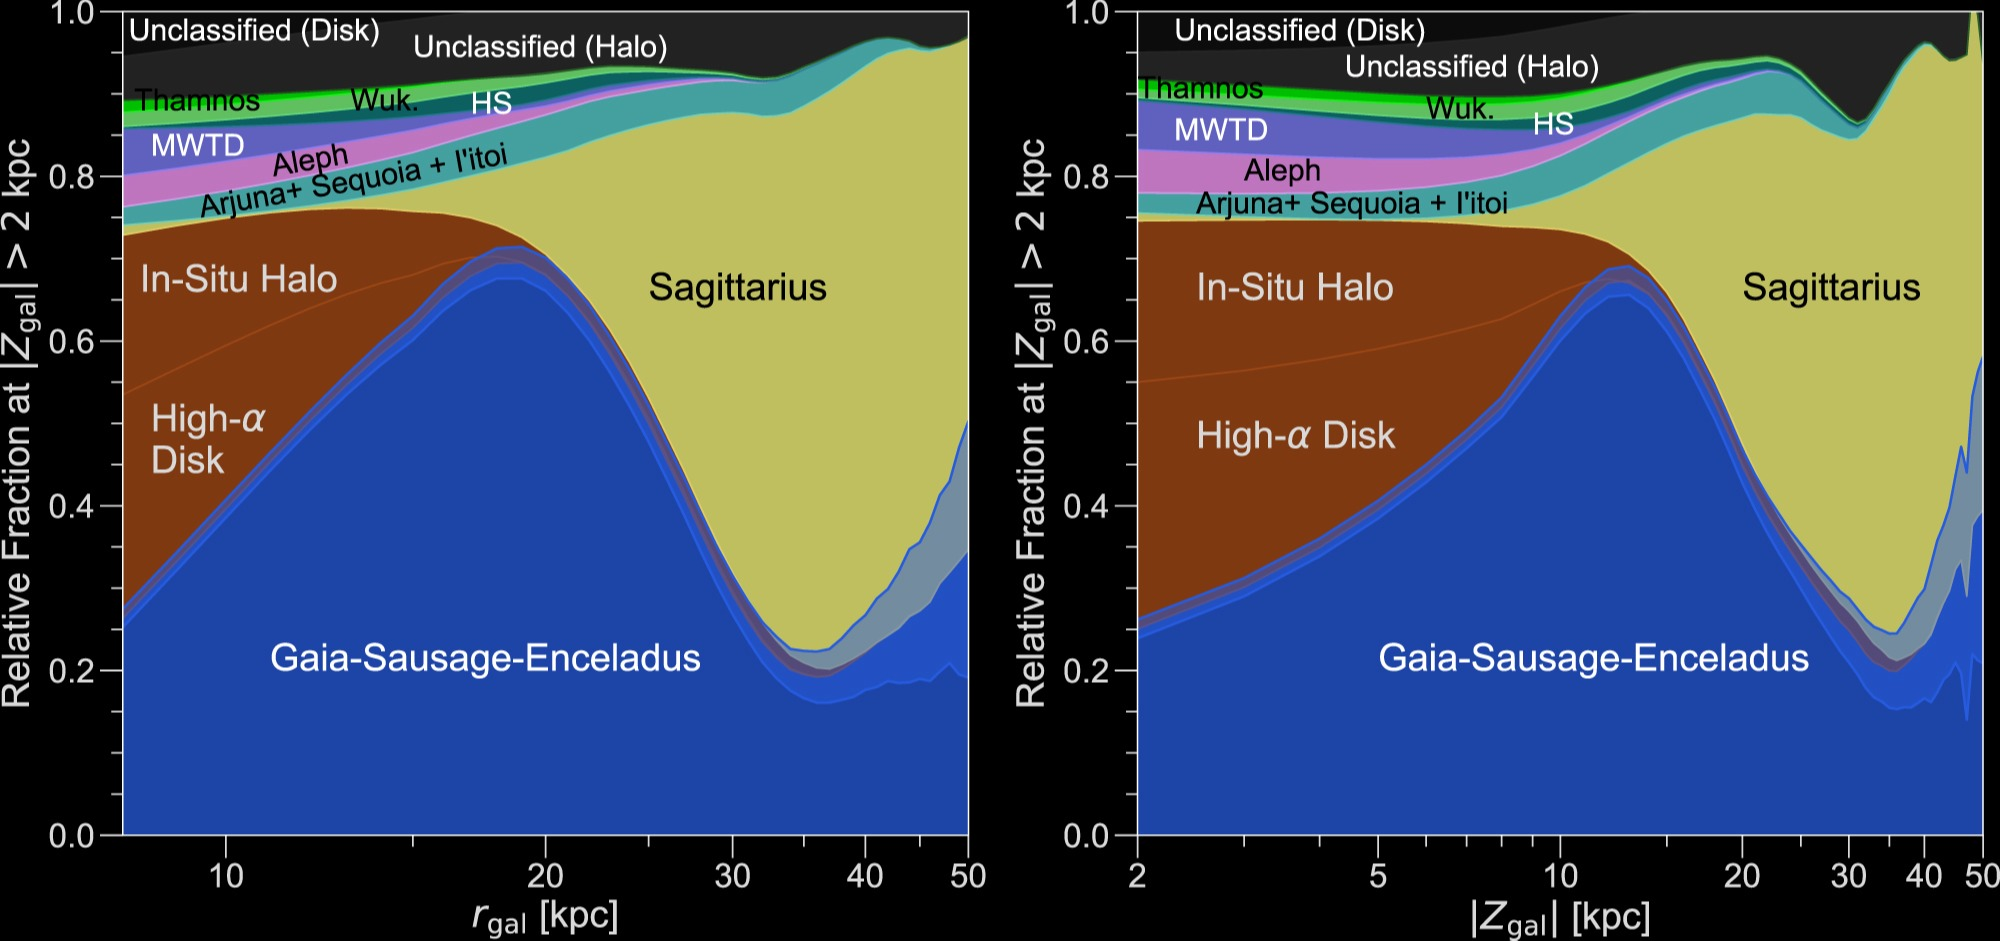 Relative Fraction at |Zgal| > 2 kpc
1.0
0.8
0.6
0.4
0.2
0.0
Unclassified (Disk)
Unclassified (Halo)
Thamnos
Wuk.
HS
MWTD
Aleph
Arjuna+ Sequoia + I'itoi
In-Situ Halo
High-α
Disk
Sagittarius
Gaia-Sausage-Enceladus
10
20
30
40
50
rgal [kpc]
Relative Fraction at |Zgal| > 2 kpc
1.0
0.8
0.6
0.4
0.2
0.0
Unclassified (Disk)
Unclassified (Halo)
Thamnos
Wuk.
HS
MWTD
Aleph
Arjuna+ Sequoia + I'itoi
In-Situ Halo
High-α Disk
Sagittarius
Gaia-Sausage-Enceladus
2
5
10
20
30
40
50
|Zgal| [kpc]